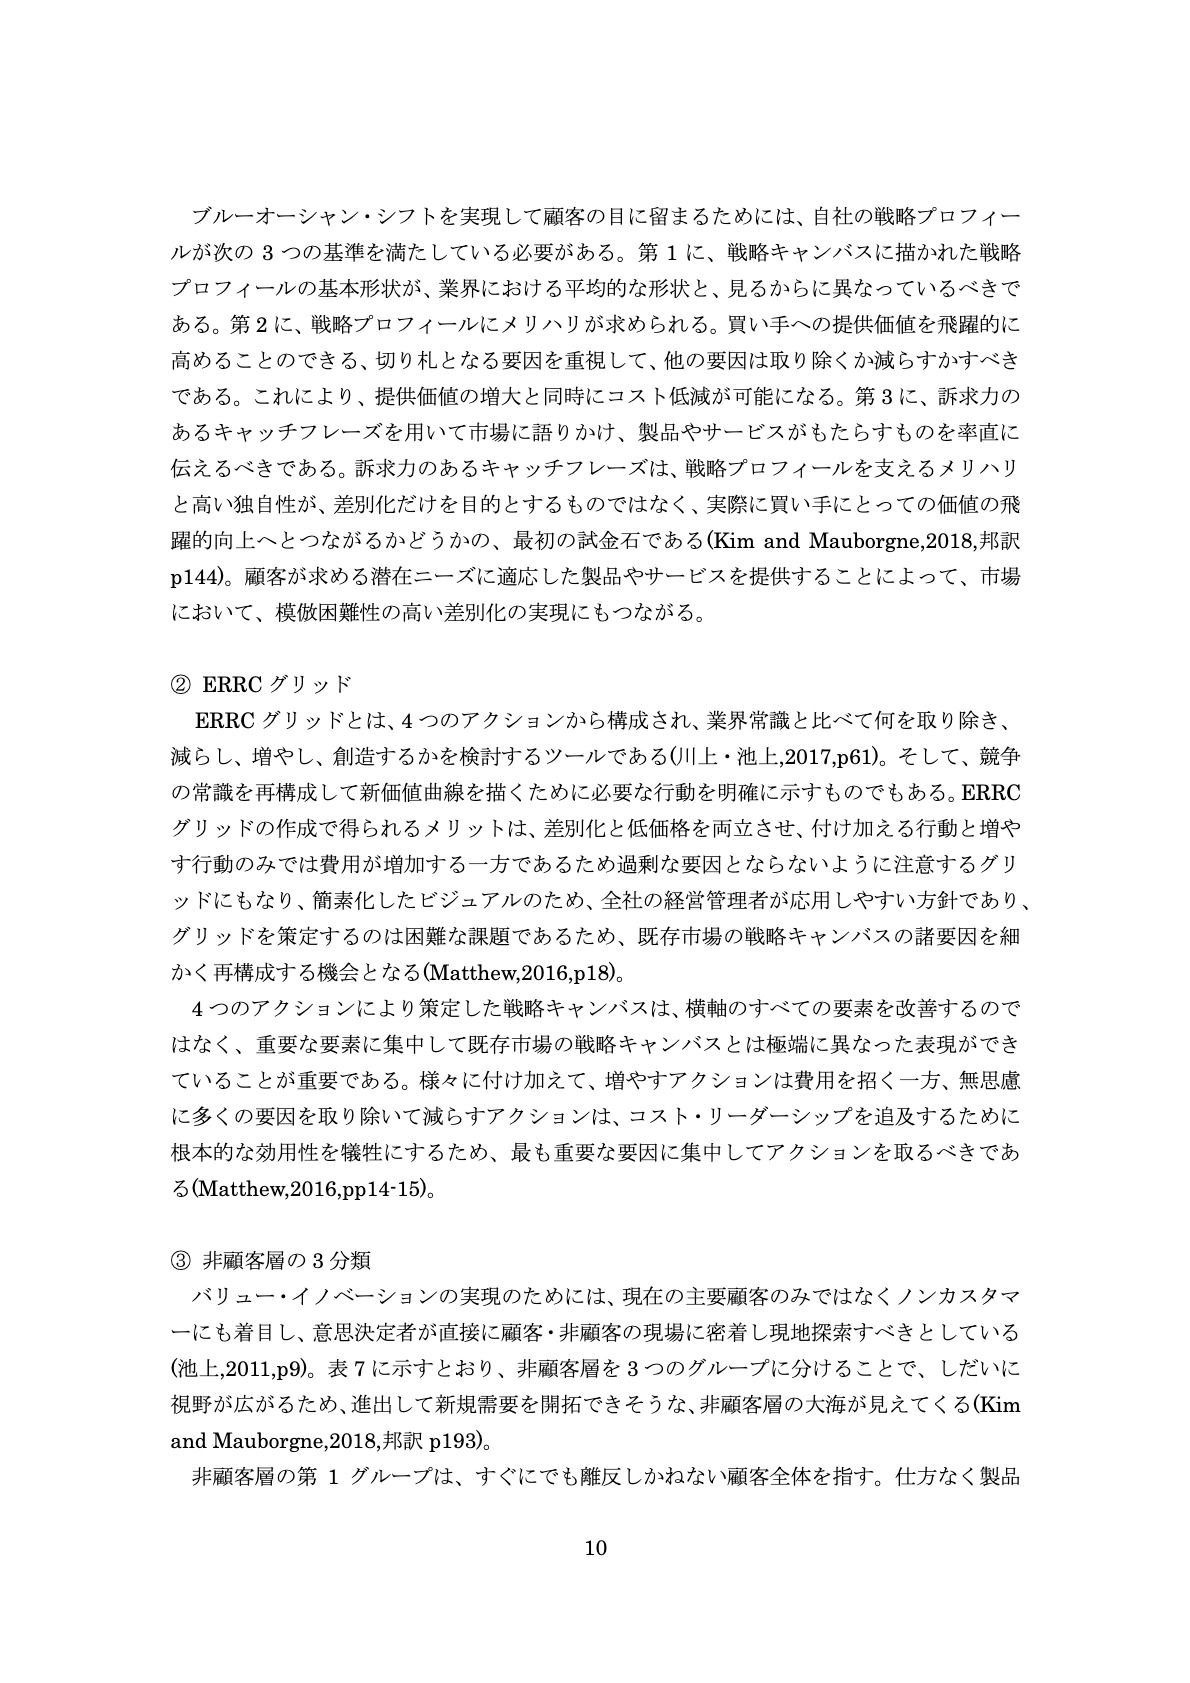 ブルーオーシャン・シフトを実現して顧客の目に留まるためには、自社の戦略プロフィー
ルが次の 3 つの基準を満たしている必要がある。第 1 に、戦略キャンバスに描かれた戦略
プロフィールの基本形状が、業界における平均的な形状と、見るからに異なっているべきで
ある。第 2 に、戦略プロフィールにメリハリが求められる。買い手への提供価値を飛躍的に
高めることのできる、切り札となる要因を重視して、他の要因は取り除くか減らすかすべき
である。これにより、提供価値の増大と同時にコスト低減が可能になる。第 3 に、訴求力の
あるキャッチフレーズを用いて市場に語りかけ、製品やサービスがもたらすものを率直に
伝えるべきである。訴求力のあるキャッチフレーズは、戦略プロフィールを支えるメリハリ
と高い独自性が、差別化だけを目的とするものではなく、実際に買い手にとっての価値の飛
躍的向上へとつながるかどうかの、最初の試金石である(Kim and Mauborgne,2018,邦訳
p144)。顧客が求める潜在ニーズに適応した製品やサービスを提供することによって、市場
において、模倣困難性の高い差別化の実現にもつながる。
② ERRC グリッド
ERRC グリッドとは、4 つのアクションから構成され、業界常識と比べて何を取り除き、
減らし、増やし、創造するかを検討するツールである(川上・池上,2017,p61)。そして、競争
の常識を再構成して新価値曲線を描くために必要な行動を明確に示すものでもある。ERRC
グリッドの作成で得られるメリットは、差別化と低価格を両立させ、付け加える行動と増や
す行動のみでは費用が増加する一方であるため過剰な要因とならないように注意するグリ
ッドにもなり、簡素化したビジュアルのため、全社の経営管理者が応用しやすい方針であり、
グリッドを策定するのは困難な課題であるため、既存市場の戦略キャンバスの諸要因を細
かく再構成する機会となる(Matthew,2016,p18)。
4 つのアクションにより策定した戦略キャンバスは、横軸のすべての要素を改善するので
はなく、重要な要素に集中して既存市場の戦略キャンバスとは極端に異なった表現ができ
ていることが重要である。様々に付け加えて、増やすアクションは費用を招く一方、無思慮
に多くの要因を取り除いて減らすアクションは、コスト・リーダーシップを追及するために
根本的な効用性を犠牲にするため、最も重要な要因に集中してアクションを取るべきであ
る(Matthew,2016,pp14-15)。
③ 非顧客層の 3 分類
バリュー・イノベーションの実現のためには、現在の主要顧客のみではなくノンカスタマ
ーにも着目し、意思決定者が直接に顧客・非顧客の現場に密着し現地探索すべきとしている
(池上,2011,p9)。表 7 に示すとおり、非顧客層を 3 つのグループに分けることで、しだいに
視野が広がるため、進出して新規需要を開拓できそうな、非顧客層の大海が見えてくる(Kim
and Mauborgne,2018,邦訳 p193)。
非顧客層の第 1 グループは、すぐにでも離反しかねない顧客全体を指す。仕方なく製品
10